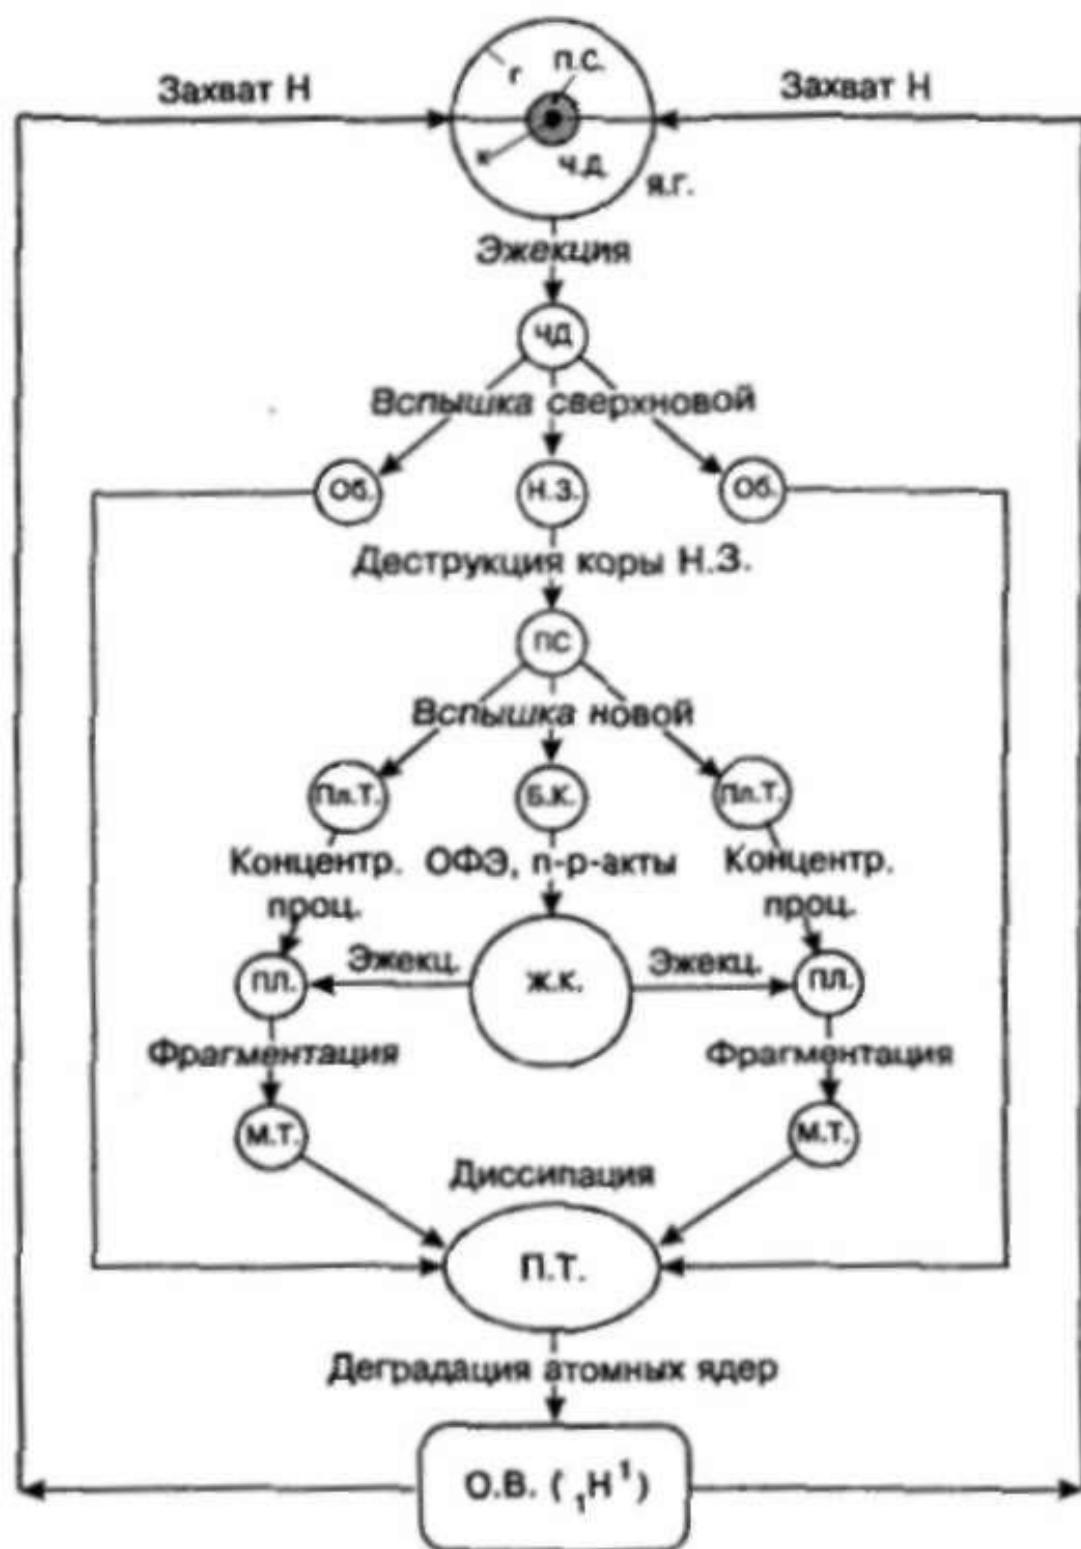 Захват Н
Захват Н
г
П.С.
к
Ч.Д.
Я.Г.
Эжекция
ЧД
Вспышка сверхновой
Об.
Н.З.
Об.
Деструкция коры Н.З.
ПС
Вспышка новой
Пл.Т.
Б.К.
Пл.Т.
Концентр.
проц.
ОФЭ, n-p-акты
Концентр.
проц.
ПЛ.
Эжекц.
Ж.К.
Эжекц.
ПЛ.
Фрагментация
Фрагментация
М.Т.
М.Т.
Диссипация
П.Т.
Деградация атомных ядер
О.В. (₁H¹)